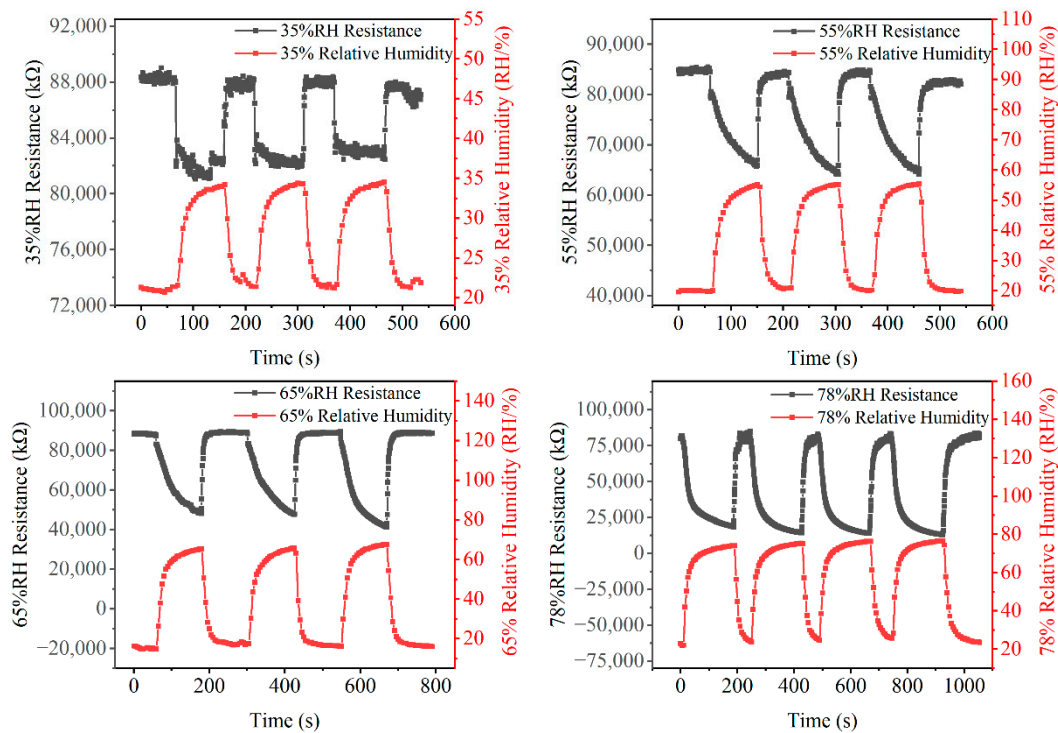 35%RH Resistance
35% Relative Humidity
92,000
88,000
84,000
80,000
76,000
72,000
35%RH Resistance (kΩ)
55
50
45
40
35
30
25
20
35% Relative Humidity (RH/%)
0 100 200 300 400 500 600
Time (s)
55%RH Resistance
55% Relative Humidity
90,000
80,000
70,000
60,000
50,000
40,000
55%RH Resistance (kΩ)
110
100
90
80
70
60
50
40
30
20
55% Relative Humidity (RH/%)
0 100 200 300 400 500 600
Time (s)
65%RH Resistance
65% Relative Humidity
100,000
80,000
60,000
40,000
20,000
0
−20,000
65%RH Resistance (kΩ)
140
120
100
80
60
40
20
65% Relative Humidity (RH/%)
0 200 400 600 800
Time (s)
78%RH Resistance
78% Relative Humidity
100,000
75,000
50,000
25,000
0
−25,000
−50,000
−75,000
78%RH Resistance (kΩ)
160
140
120
100
80
60
40
20
78% Relative Humidity (RH/%)
0 200 400 600 800 1000
Time (s)